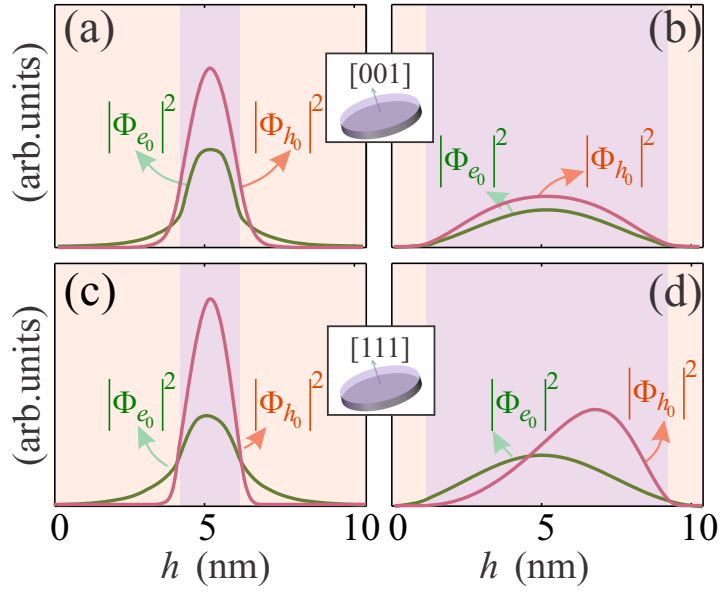 (a)
(b)
[001]
(arb.units)
|Φe₀|²
|Φh₀|²
|Φe₀|²
|Φh₀|²
(c)
(d)
[111]
(arb.units)
|Φe₀|²
|Φh₀|²
|Φe₀|²
|Φh₀|²
0 5 10 0 5 10
h (nm) h (nm)